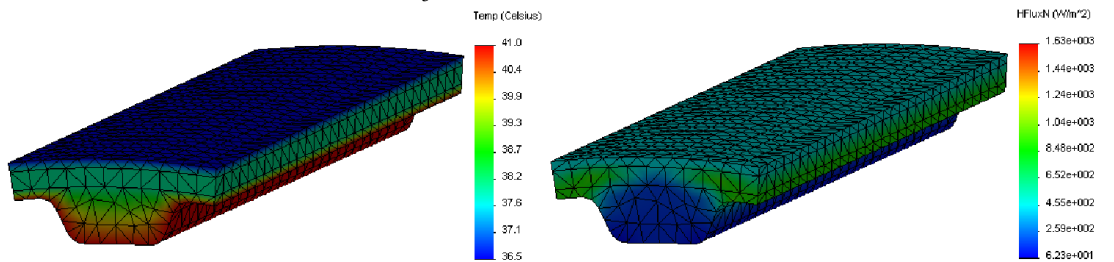 Temp (Celsius)
41.0
40.4
39.9
39.3
38.7
38.2
37.6
37.1
36.5
HFluxN (W/m^2)
1.63e+003
1.44e+003
1.24e+003
1.04e+003
8.48e+002
6.52e+002
4.55e+002
2.59e+002
6.23e+001